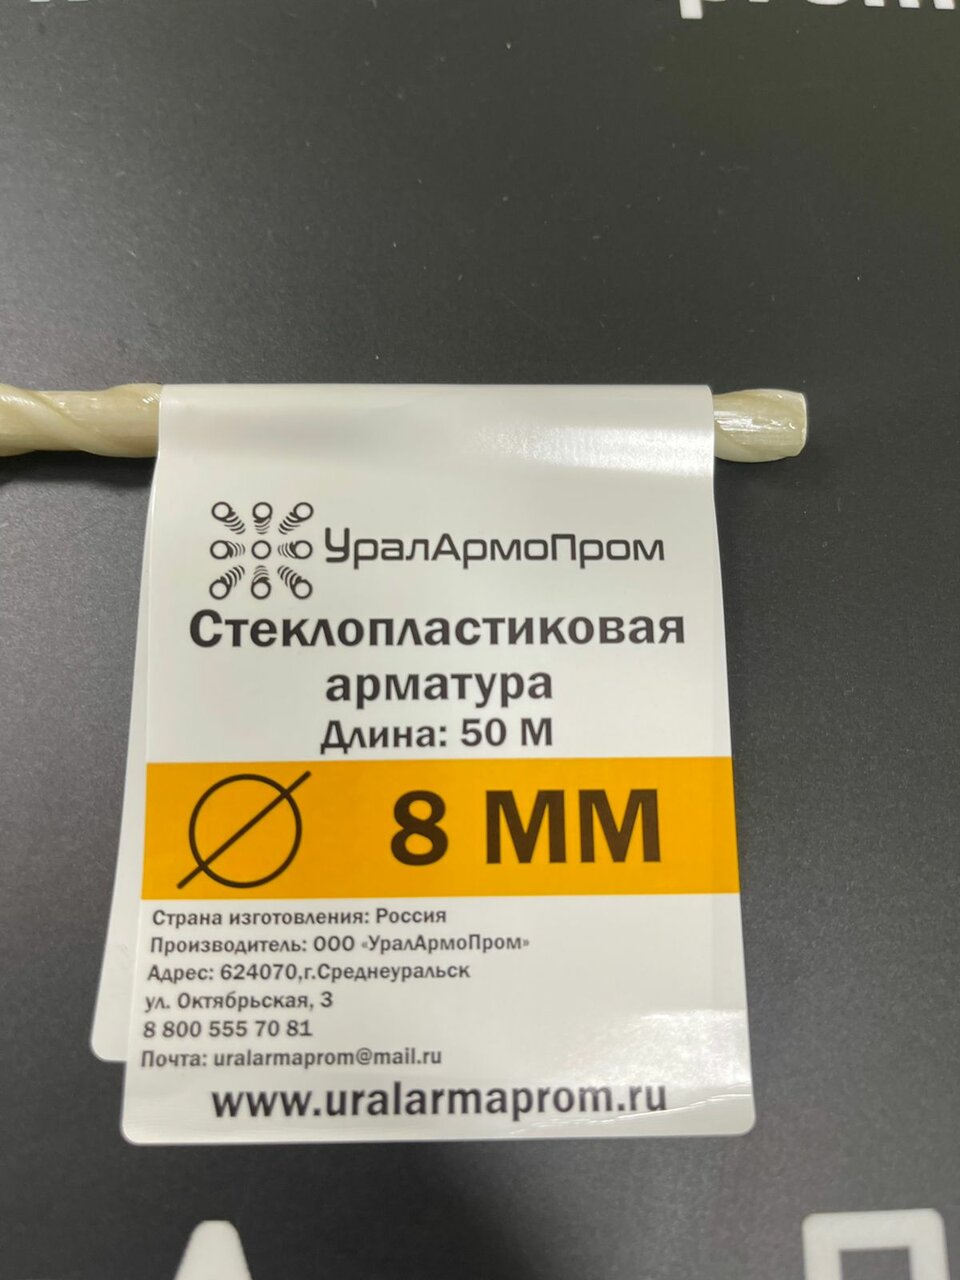 УралАрмоПром
Стеклопластиковая
арматура
Длина: 50 М
8 ММ
Страна изготовления: Россия
Производитель: ООО «УралАрмоПром»
Адрес: 624070,г.Среднеуральск
ул. Октябрьская, 3
8 800 555 70 81
Почта: uralarmaprom@mail.ru
www.uralarmaprom.ru